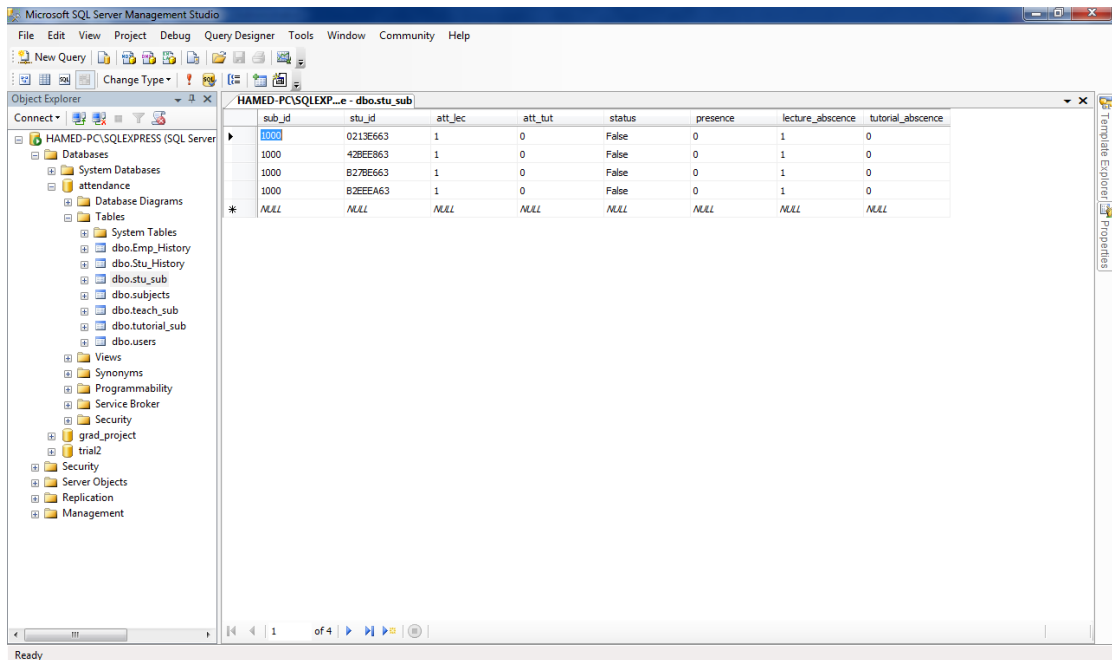 Microsoft SQL Server Management Studio
File Edit View Project Debug Query Designer Tools Window Community Help
New Query
Change Type
Object Explorer
Connect
HAMED-PC\SQLEXPRESS (SQL Server
Databases
System Databases
attendance
Database Diagrams
Tables
System Tables
dbo.Emp_History
dbo.Stu_History
dbo.stu_sub
dbo.subjects
dbo.teach_sub
dbo.tutorial_sub
dbo.users
Views
Synonyms
Programmability
Service Broker
Security
grad_project
trial2
Security
Server Objects
Replication
Management
HAMED-PC\SQLEXP...e - dbo.stu_sub
sub_id stu_id att_lec att_tut status presence lecture_abscence tutorial_abscence
1000 0213E663 1 0 False 0 1 0
1000 42BEE863 1 0 False 0 1 0
1000 B27BE663 1 0 False 0 1 0
1000 B2EEEA63 1 0 False 0 1 0
NULL NULL NULL NULL NULL NULL NULL NULL
1 of 4
Template Explorer
Properties
Ready